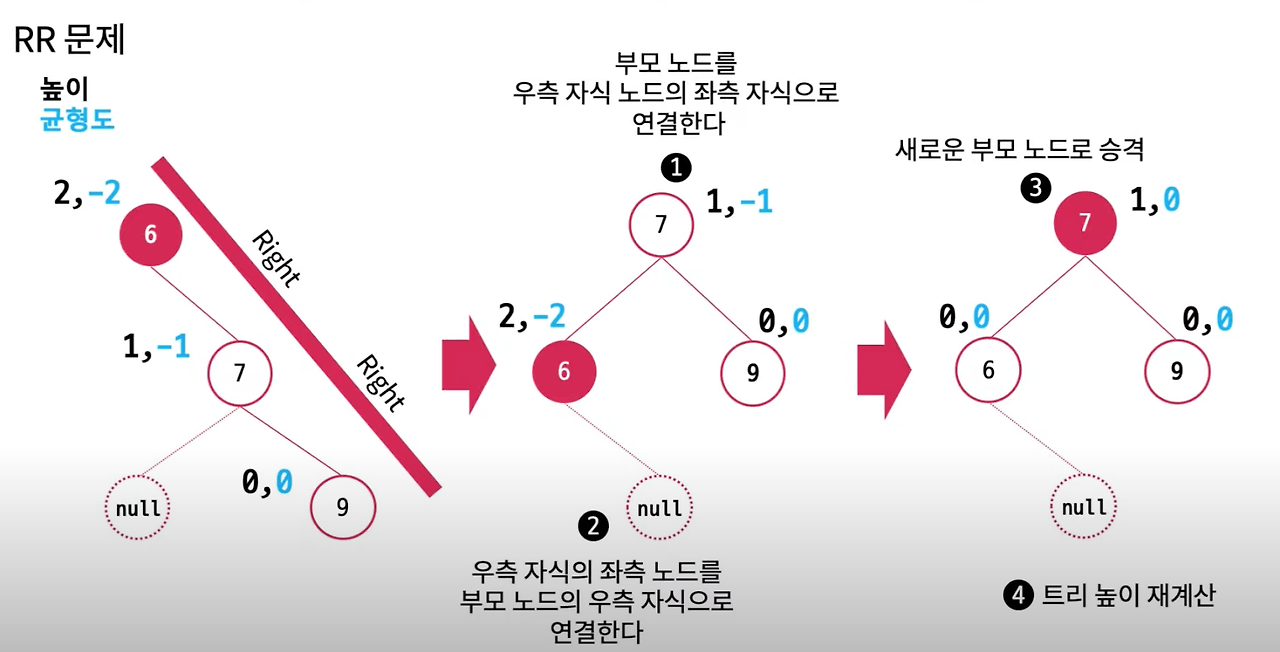 RR 문제
높이
균형도
2,-2
6
Right
1,-1
7
Right
null
0,0
9
부모 노드를
우측 자식 노드의 좌측 자식으로
연결한다
1
7
1,-1
2,-2
6
0,0
9
2
null
우측 자식의 좌측 노드를
부모 노드의 우측 자식으로
연결한다
새로운 부모 노드로 승격
3
7
1,0
0,0
6
0,0
9
null
4 트리 높이 재계산